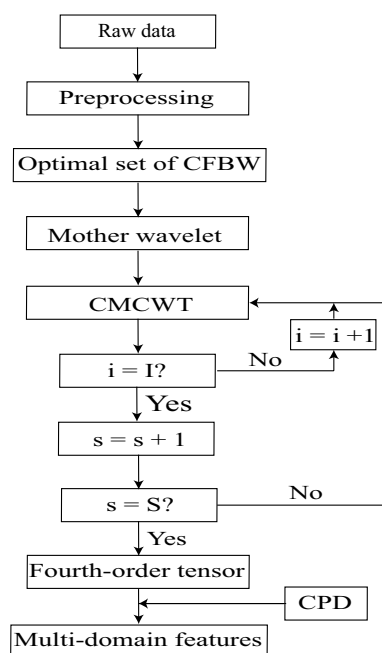 Raw data
Preprocessing
Optimal set of CFBW
Mother wavelet
CMCWT
i = i +1
i = I?
No
Yes
s = s + 1
s = S?
No
Yes
Fourth-order tensor
CPD
Multi-domain features